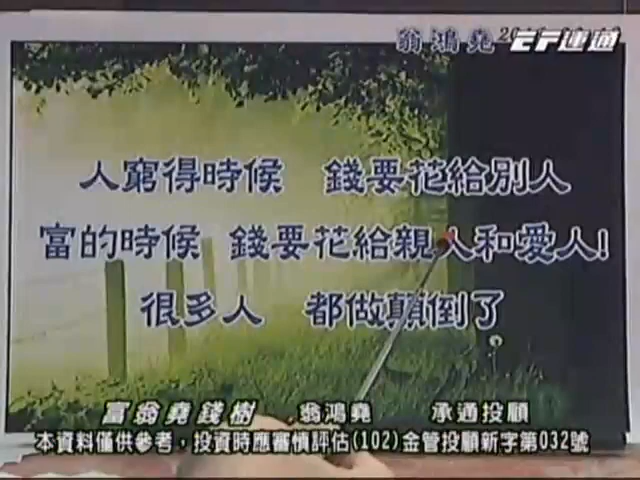 翁鴻堯
EF運通
人窮得時候 錢要花給別人
富的時候 錢要花給親人和愛人!
很多人 都做顛倒了
富翁堯錢樹 翁鴻堯 承通投顧
本資料僅供參考,投資時應審慎評估(102)金管投顧新字第032號